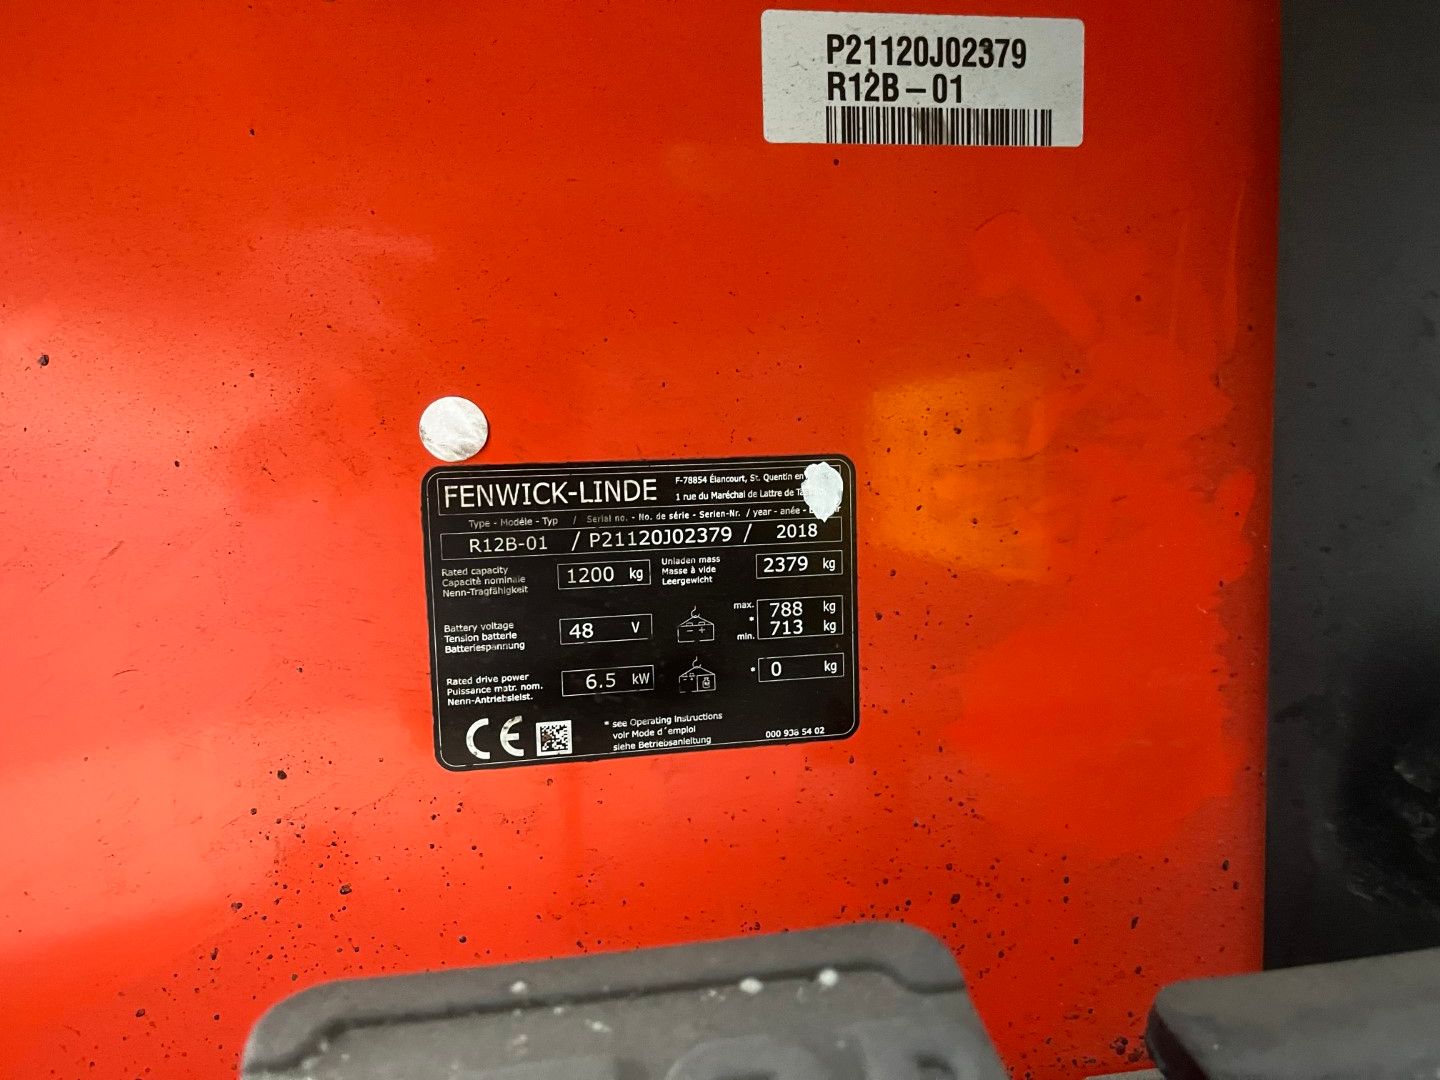 P21120J02379
R12B-01
FENWICK-LINDE
F-78854 Élancourt, St. Quentin en
1 rue du Maréchal de Lattre de
Type - Modèle - Typ / Serial no. - No. de série - Serien-Nr. / year - anée -
R12B-01 / P21120J02379 / 2018
Rated capacity
Capacité nominale
Nenn-Tragfähigkeit
1200 kg
Unladen mass
Masse à vide
Leergewicht
2379 kg
Battery voltage
Tension batterie
Batteriespannung
48 V
- +
max. 788 kg
*
min. 713 kg
Rated drive power
Puissance matr. nom.
Nenn-Antriebsleist.
6.5 kW
* 0 kg
CE
* see Operating Instructions
voir Mode d´emploi
siehe Betriebsanleitung
000 936 54 02